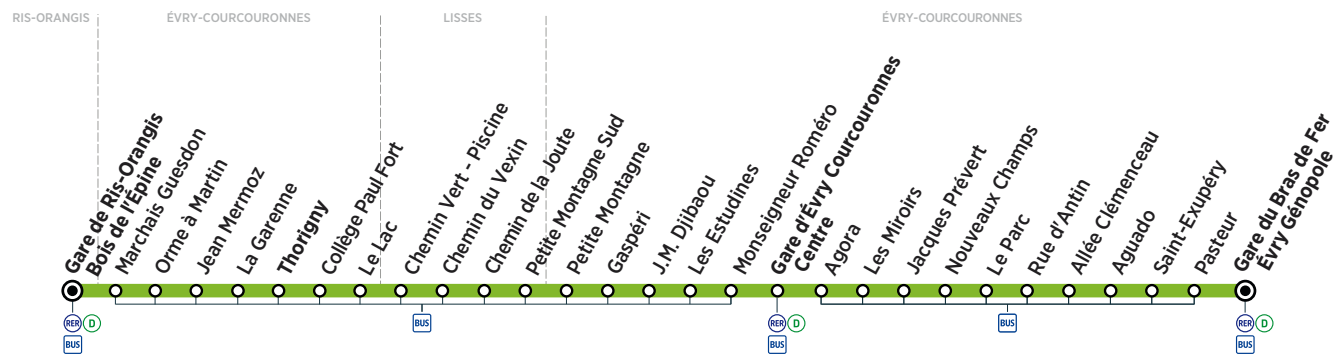 RIS-ORANGIS
ÉVRY-COURCOURONNES
LISSES
ÉVRY-COURCOURONNES
Gare de Ris-Orangis
Bois de l'Épine
Marchais Guesdon
Orme à Martin
Jean Mermoz
La Garenne
Thorigny
Collège Paul Fort
Le Lac
Chemin Vert - Piscine
Chemin du Vexin
Chemin de la Joute
Petite Montagne Sud
Petite Montagne
Gaspéri
J.M. Djibaou
Les Estudines
Monseigneur Roméro
Gare d'Évry Courcouronnes
Centre
Agora
Les Miroirs
Jacques Prévert
Nouveaux Champs
Le Parc
Rue d'Antin
Allée Clémenceau
Aguado
Saint-Exupéry
Pasteur
Gare du Bras de Fer
Évry Génopole
RER D
BUS
BUS
RER D
BUS
BUS
RER D
BUS